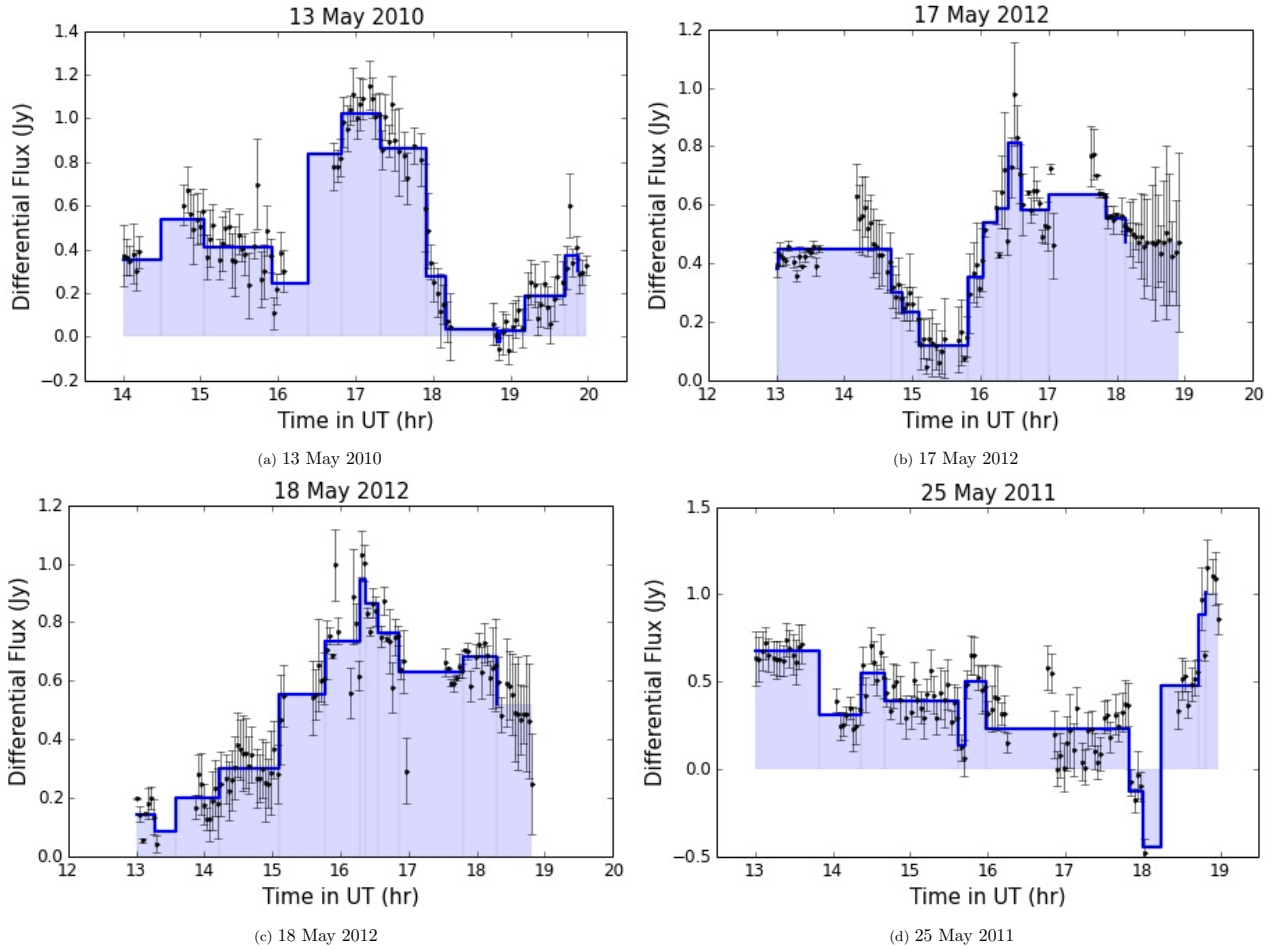 13 May 2010
Differential Flux (Jy)
1.4
1.2
1.0
0.8
0.6
0.4
0.2
0.0
−0.2
14 15 16 17 18 19 20
Time in UT (hr)
(a) 13 May 2010
17 May 2012
Differential Flux (Jy)
1.2
1.0
0.8
0.6
0.4
0.2
0.0
12 13 14 15 16 17 18 19 20
Time in UT (hr)
(b) 17 May 2012
18 May 2012
Differential Flux (Jy)
1.2
1.0
0.8
0.6
0.4
0.2
0.0
12 13 14 15 16 17 18 19 20
Time in UT (hr)
(c) 18 May 2012
25 May 2011
Differential Flux (Jy)
1.5
1.0
0.5
0.0
−0.5
13 14 15 16 17 18 19
Time in UT (hr)
(d) 25 May 2011